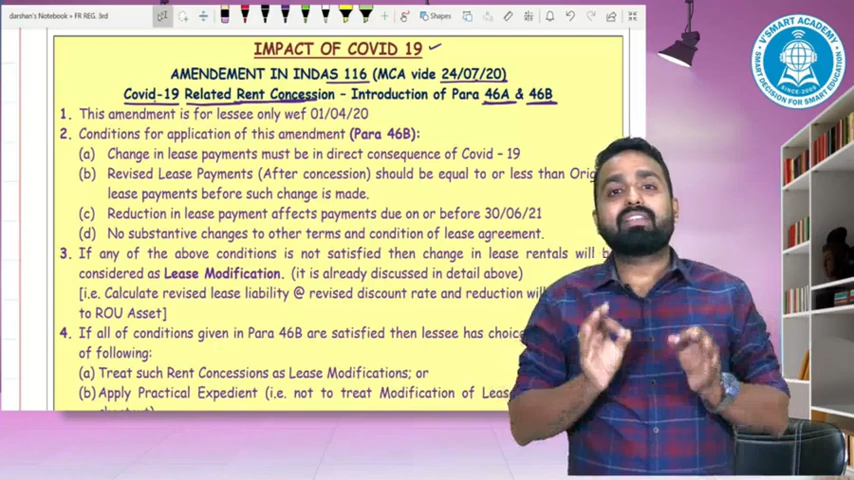 darshan's Notebook » FR REG. 3rd
Shapes
IMPACT OF COVID 19
AMENDEMENT IN INDAS 116 (MCA vide 24/07/20)
Covid-19 Related Rent Concession – Introduction of Para 46A & 46B
1. This amendment is for lessee only wef 01/04/20
2. Conditions for application of this amendment (Para 46B):
(a) Change in lease payments must be in direct consequence of Covid – 19
(b) Revised Lease Payments (After concession) should be equal to or less than
lease payments before such change is made.
(c) Reduction in lease payment affects payments due on or before 30/06/21
(d) No substantive changes to other terms and condition of lease agreement.
3. If any of the above conditions is not satisfied then change in lease rentals will
considered as Lease Modification. (it is already discussed in detail above)
[i.e. Calculate revised lease liability @ revised discount rate and reduction will
to ROU Asset]
4. If all of conditions given in Para 46B are satisfied then lessee has
of following:
(a) Treat such Rent Concessions as Lease Modifications; or
(b) Apply Practical Expedient (i.e. not to treat Modification of
V'SMART ACADEMY
SINCE-2008
SMART DECISION FOR SMART EDUCATION